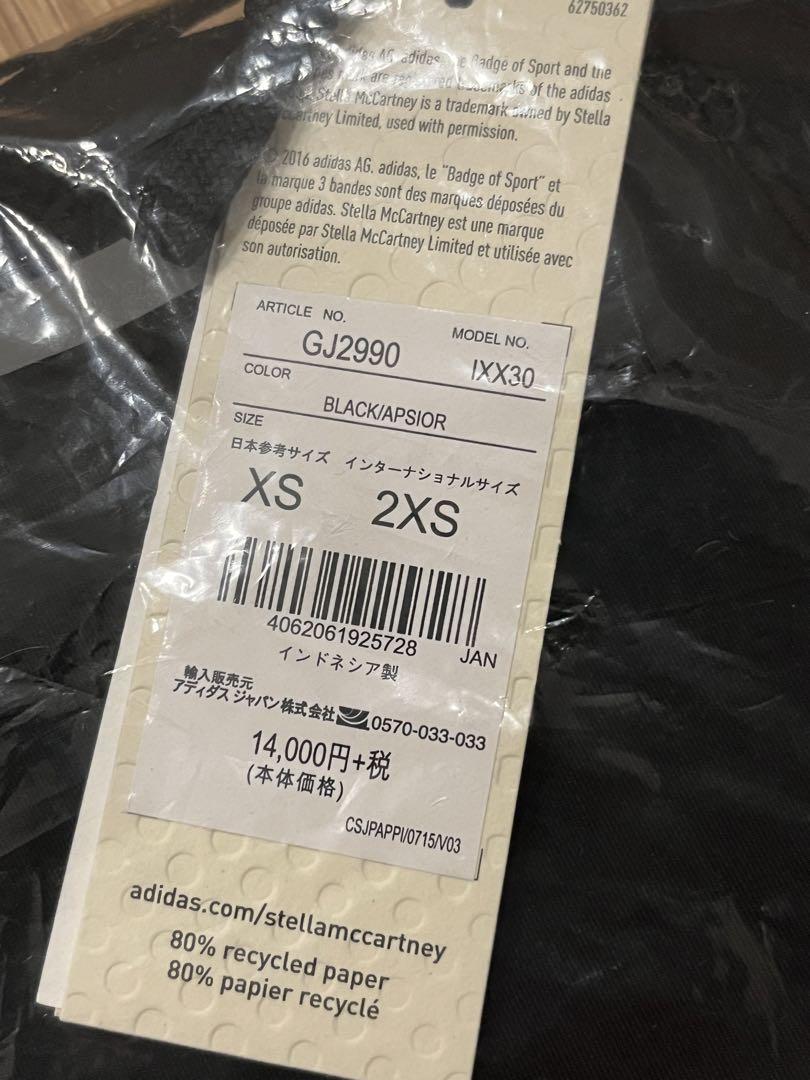 62750362
adidas, Badge of Sport" and the
are of the adidas
Stella McCartney is a trademark owned by Stella
McCartney Limited, used with permission.
© 2016 adidas AG. adidas, le "Badge of Sport" et
la marque 3 bandes sont des marques déposées du
groupe adidas. Stella McCartney est une marque
déposée par Stella McCartney Limited et utilisée avec
son autorisation.
ARTICLE NO. MODEL NO.
GJ2990 IXX30
COLOR
BLACK/APSIOR
SIZE
日本参考サイズ インターナショナルサイズ
XS 2XS
4062061925728 JAN
インドネシア製
輸入販売元
アディダス ジャパン株式会社 0570-033-033
14,000円+税
(本体価格)
CSJPAPPI/0715/V03
adidas.com/stellamccartney
80% recycled paper
80% papier recyclé